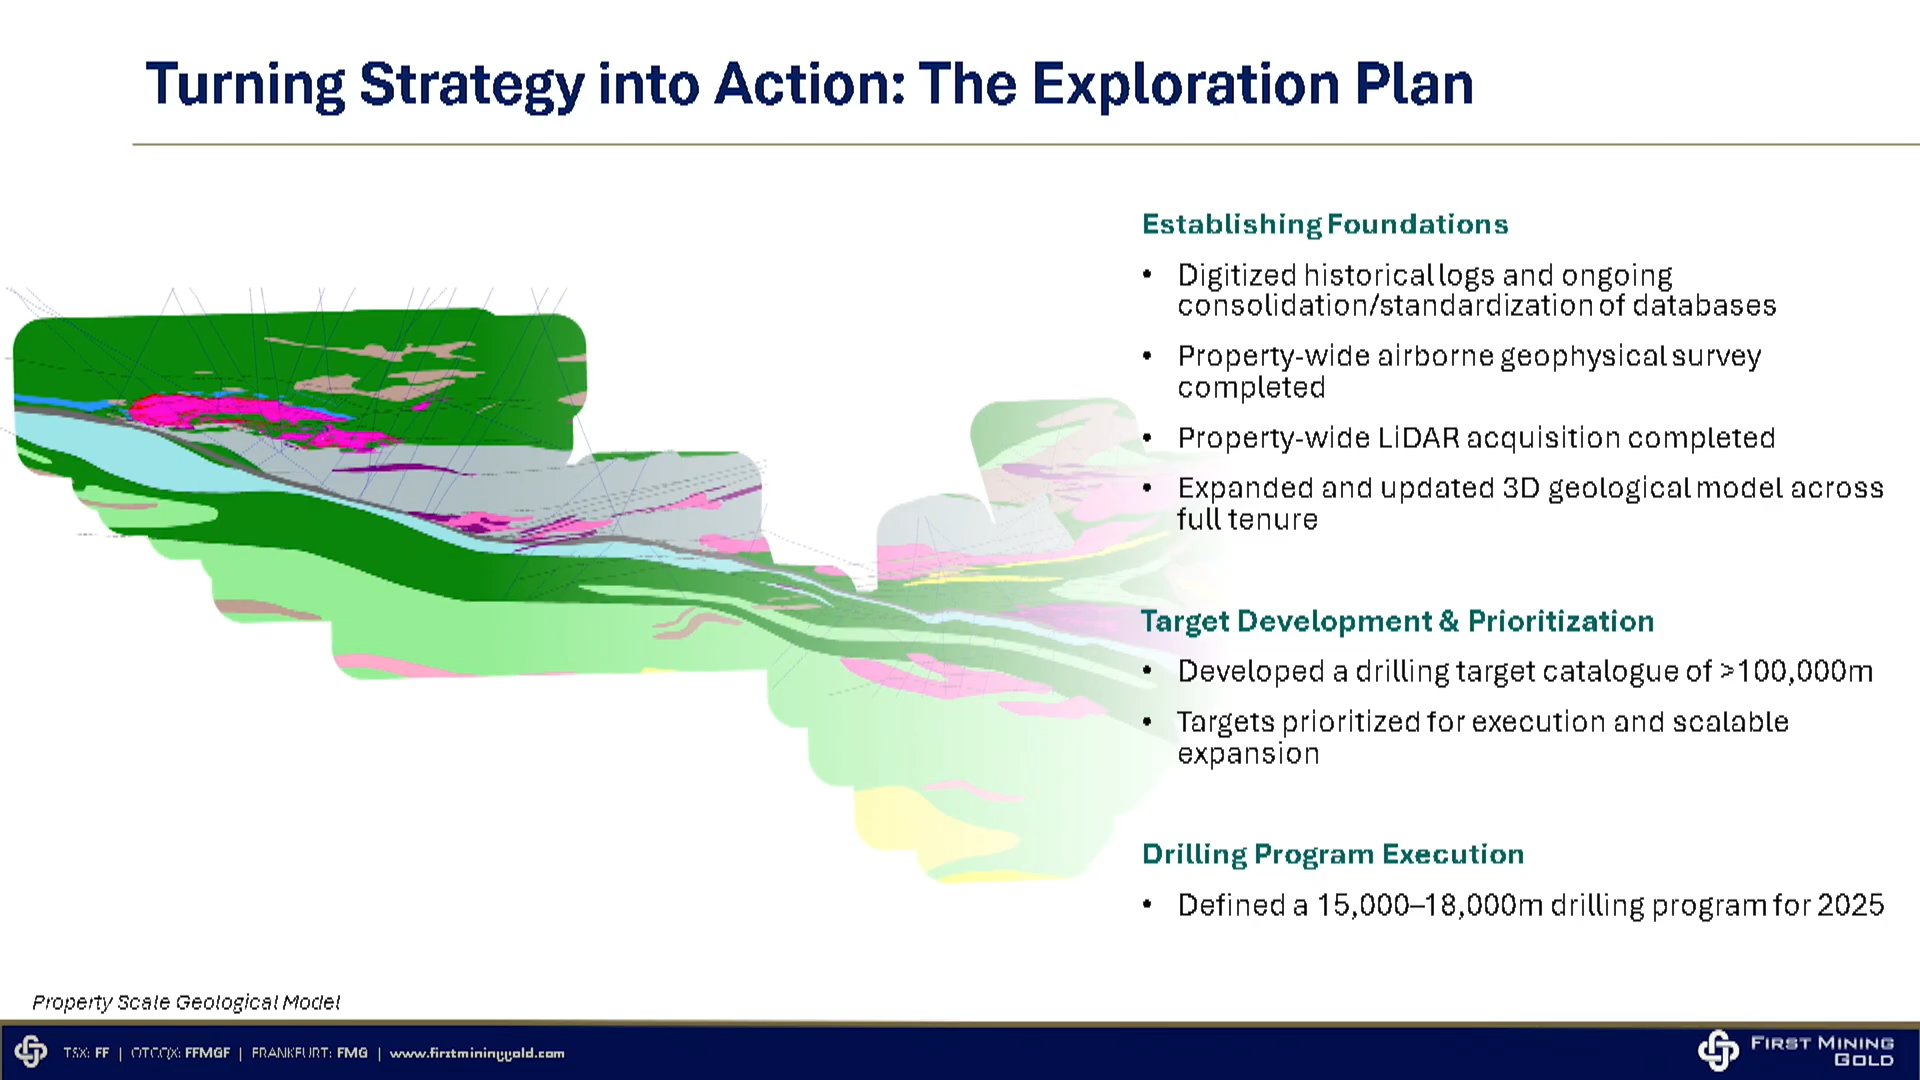 Turning Strategy into Action: The Exploration Plan
Establishing Foundations
• Digitized historical logs and ongoing
consolidation/standardization of databases
• Property-wide airborne geophysical survey
completed
• Property-wide LiDAR acquisition completed
• Expanded and updated 3D geological model across
full tenure
Target Development & Prioritization
• Developed a drilling target catalogue of >100,000m
• Targets prioritized for execution and scalable
expansion
Drilling Program Execution
• Defined a 15,000–18,000m drilling program for 2025
Property Scale Geological Model
TSX: FF | OTCQX: FFMGF | FRANKFURT: FMG | www.firstmininggold.com
FIRST MINING
GOLD